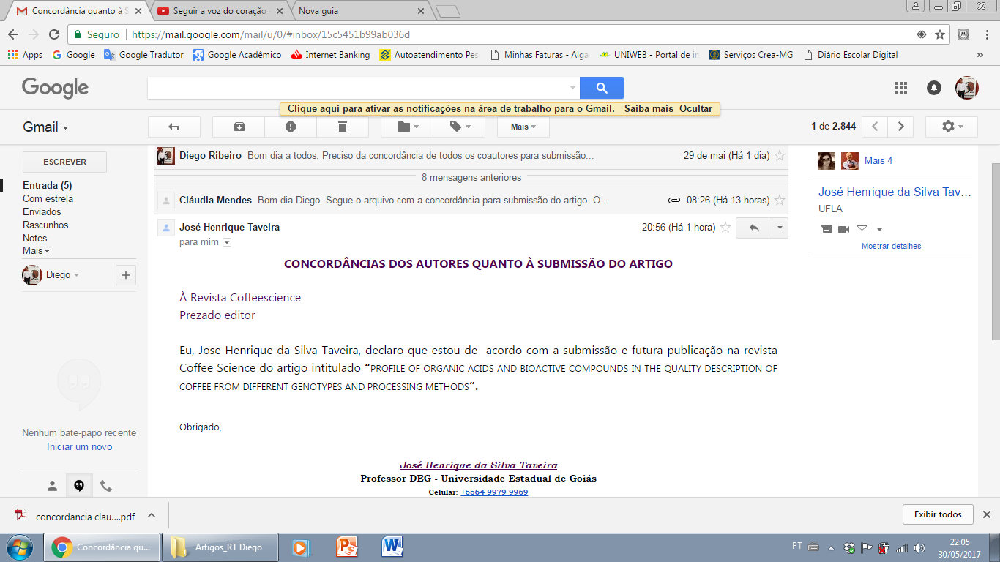 Concordância quanto à S
Seguir a voz do coração
Nova guia
Seguro
https://mail.google.com/mail/u/0/#inbox/15c5451b99ab036d
Apps
Google
Google Tradutor
Google Acadêmico
Internet Banking
Autoatendimento Pes
Minhas Faturas - Alga
UNIWEB - Portal de in
Serviços Crea-MG
Diário Escolar Digital
»
Google
Clique aqui para ativar as notificações na área de trabalho para o Gmail. Saiba mais Ocultar
Gmail
Mais
1 de 2.844
ESCREVER
Entrada (5)
Com estrela
Enviados
Rascunhos
Notes
Mais
Diego
Nenhum bate-papo recente
Iniciar um novo
Diego Ribeiro Bom dia a todos. Preciso da concordância de todos os coautores para submissão... 29 de mai (Há 1 dia)
8 mensagens anteriores
Cláudia Mendes Bom dia Diego. Segue o arquivo com a concordância para submissão do artigo. O... 08:26 (Há 13 horas)
José Henrique Taveira 20:56 (Há 1 hora)
para mim
CONCORDÂNCIAS DOS AUTORES QUANTO À SUBMISSÃO DO ARTIGO
À Revista Coffeescience
Prezado editor
Eu, Jose Henrique da Silva Taveira, declaro que estou de acordo com a submissão e futura publicação na revista
Coffee Science do artigo intitulado “PROFILE OF ORGANIC ACIDS AND BIOACTIVE COMPOUNDS IN THE QUALITY DESCRIPTION OF
COFFEE FROM DIFFERENT GENOTYPES AND PROCESSING METHODS”.
Obrigado,
José Henrique da Silva Taveira
Professor DEG - Universidade Estadual de Goiás
Celular: +5564 9979 9969
Mais 4
José Henrique da Silva Tav...
UFLA
Mostrar detalhes
concordancia clau....pdf
Exibir todos
Concordância qu...
Artigos_RT Diego
PT
22:05
30/05/2017